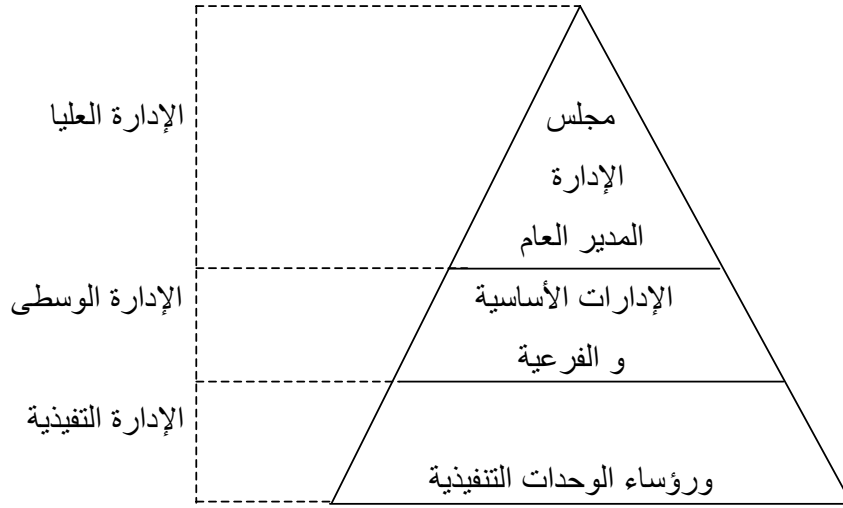 الإدارة العليا
مجلس
الإدارة
المدير العام
الإدارة الوسطى
الإدارات الأساسية
و الفرعية
الإدارة التفيذية
ورؤساء الوحدات التنفيذية